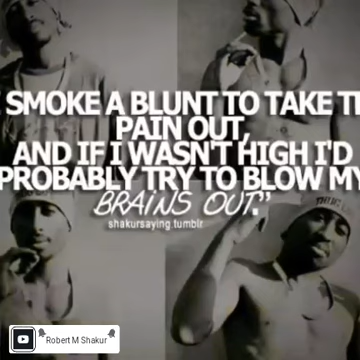 SMOKE A BLUNT TO TAKE
PAIN OUT,
AND IF I WASN'T HIGH I'D
PROBABLY TRY TO BLOW MY
BRAINS OUT."
shakursaying.tumblr
Robert M Shakur